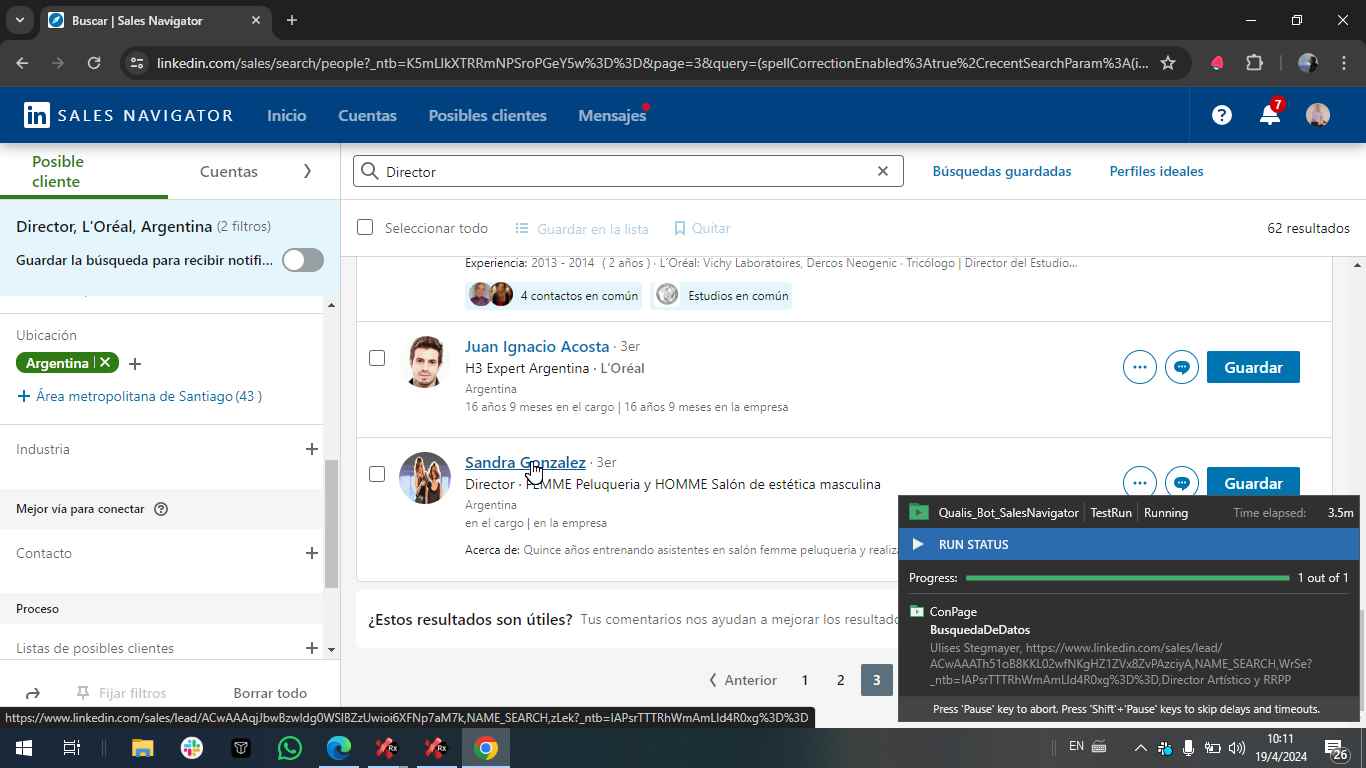 Buscar | Sales Navigator
linkedin.com/sales/search/people?_ntb=K5mLlkXTRRmNPSroPGeY5w%3D%3D&page=3&query=(spellCorrectionEnabled%3Atrue%2CrecentSearchParam%3A(i...
in SALES NAVIGATOR
Inicio
Cuentas
Posibles clientes
Mensajes
7
Posible cliente
Cuentas
Director
Búsquedas guardadas
Perfiles ideales
Director, L'Oréal, Argentina (2 filtros)
Guardar la búsqueda para recibir notifi...
Seleccionar todo
Guardar en la lista
Quitar
62 resultados
Experiencia: 2013 - 2014 ( 2 años ) · L'Oréal: Vichy Laboratoires, Dercos Neogenic · Tricólogo | Director del Estudio...
4 contactos en común
Estudios en común
Ubicación
Argentina
Área metropolitana de Santiago (43 )
Industria
Mejor vía para conectar
Contacto
Proceso
Listas de posibles clientes
Fijar filtros
Borrar todo
Juan Ignacio Acosta · 3er
H3 Expert Argentina · L'Oréal
Argentina
16 años 9 meses en el cargo | 16 años 9 meses en la empresa
Guardar
Sandra Gonzalez · 3er
Director · FEMME Peluqueria y HOMME Salón de estética masculina
Argentina
en el cargo | en la empresa
Acerca de: Quince años entrenando asistentes en salón femme peluquería y realiza
Guardar
¿Estos resultados son útiles? Tus comentarios nos ayudan a mejorar los resultado
Anterior
1
2
3
Qualis_Bot_SalesNavigator
TestRun
Running
Time elapsed: 3.5m
RUN STATUS
Progress:
1 out of 1
ConPage
BusquedaDeDatos
Ulises Stegmayer, https://www.linkedin.com/sales/lead/
ACwAAATh51oB8KKL02wfNKgHZ1ZVx8ZvPAzciyA,NAME_SEARCH,WrSe?
_ntb=IAPsrTTTRhWmAmLId4R0xg%3D%3D,Director Artístico y RRPP
Press 'Pause' key to abort. Press 'Shift'+'Pause' keys to skip delays and timeouts.
https://www.linkedin.com/sales/lead/ACwAAAqjJbwBzwIdg0WSIBZzUwioi6XFNp7aM7k,NAME_SEARCH,zLek?_ntb=IAPsrTTTRhWmAmLId4R0xg%3D%3D
Rx
Rx
EN
10:11
19/4/2024
26